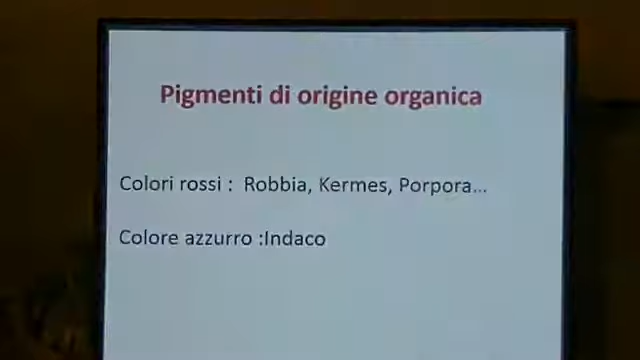 Pigmenti di origine organica
Colori rossi : Robbia, Kermes, Porpora...
Colore azzurro :Indaco